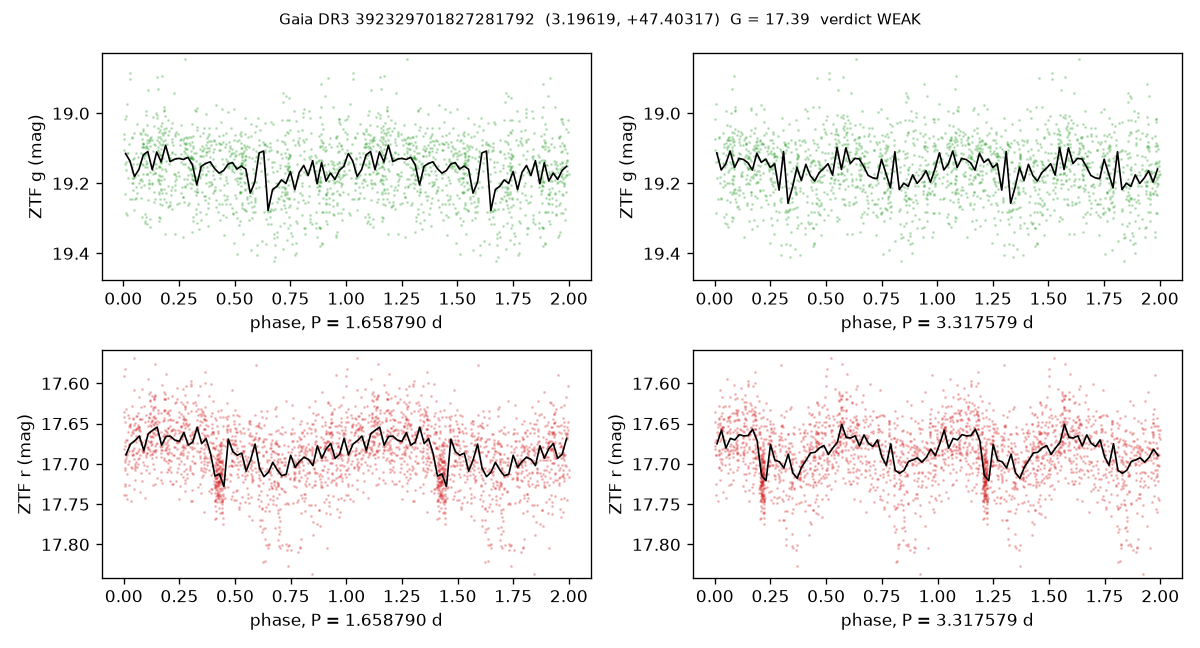 Gaia DR3 392329701827281792  (3.19619, +47.40317)  G = 17.39  verdict WEAK
ZTF g (mag)
19.0
19.2
19.4
0.00 0.25 0.50 0.75 1.00 1.25 1.50 1.75 2.00
phase, P = 1.658790 d
ZTF g (mag)
19.0
19.2
19.4
0.00 0.25 0.50 0.75 1.00 1.25 1.50 1.75 2.00
phase, P = 3.317579 d
ZTF r (mag)
17.60
17.65
17.70
17.75
17.80
0.00 0.25 0.50 0.75 1.00 1.25 1.50 1.75 2.00
phase, P = 1.658790 d
ZTF r (mag)
17.60
17.65
17.70
17.75
17.80
0.00 0.25 0.50 0.75 1.00 1.25 1.50 1.75 2.00
phase, P = 3.317579 d